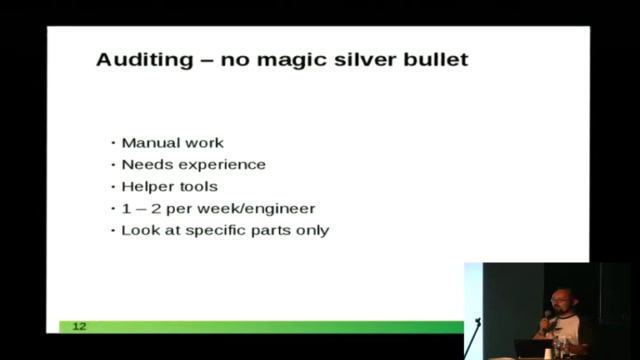 Auditing – no magic silver bullet
• Manual work
• Needs experience
• Helper tools
• 1 – 2 per week/engineer
• Look at specific parts only
12